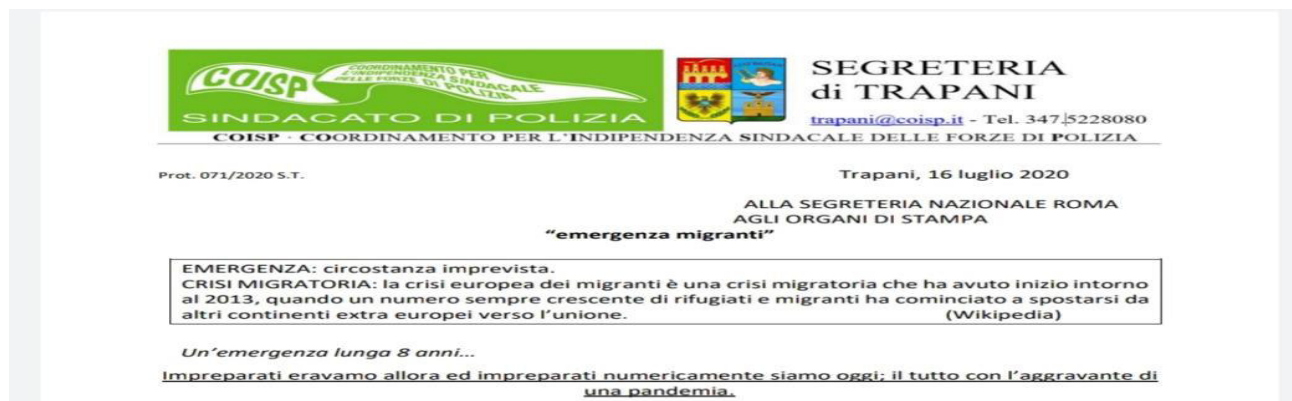 COISP
COORDINAMENTO PER
L'INDIPENDENZA SINDACALE
DELLE FORZE DI POLIZIA
SINDACATO DI POLIZIA
SEGRETERIA
di TRAPANI
trapani@coisp.it - Tel. 347.5228080
COISP - COORDINAMENTO PER L'INDIPENDENZA SINDACALE DELLE FORZE DI POLIZIA
Prot. 071/2020 S.T.
Trapani, 16 luglio 2020
ALLA SEGRETERIA NAZIONALE ROMA
AGLI ORGANI DI STAMPA
"emergenza migranti"
EMERGENZA: circostanza imprevista.
CRISI MIGRATORIA: la crisi europea dei migranti è una crisi migratoria che ha avuto inizio intorno
al 2013, quando un numero sempre crescente di rifugiati e migranti ha cominciato a spostarsi da
altri continenti extra europei verso l'unione. (Wikipedia)
Un'emergenza lunga 8 anni...
Impreparati eravamo allora ed impreparati numericamente siamo oggi; il tutto con l'aggravante di
una pandemia.